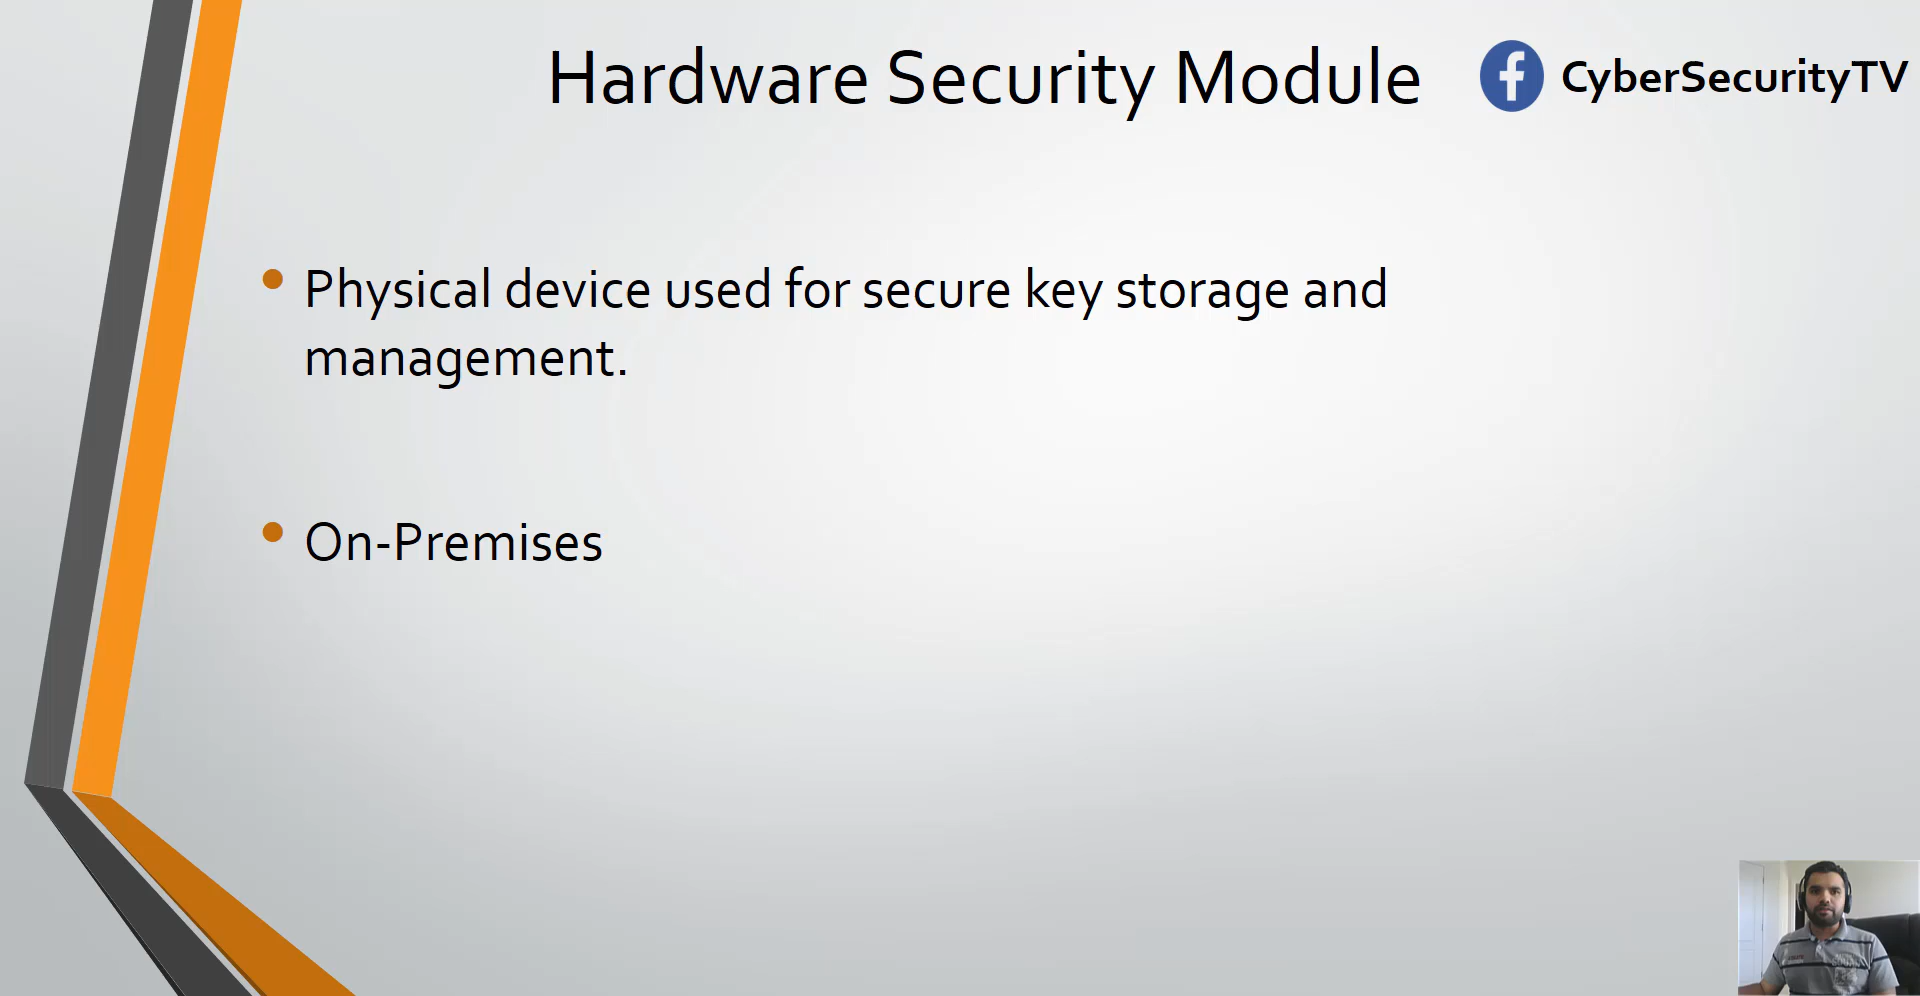 Hardware Security Module
CyberSecurityTV
Physical device used for secure key storage and
management.
On-Premises